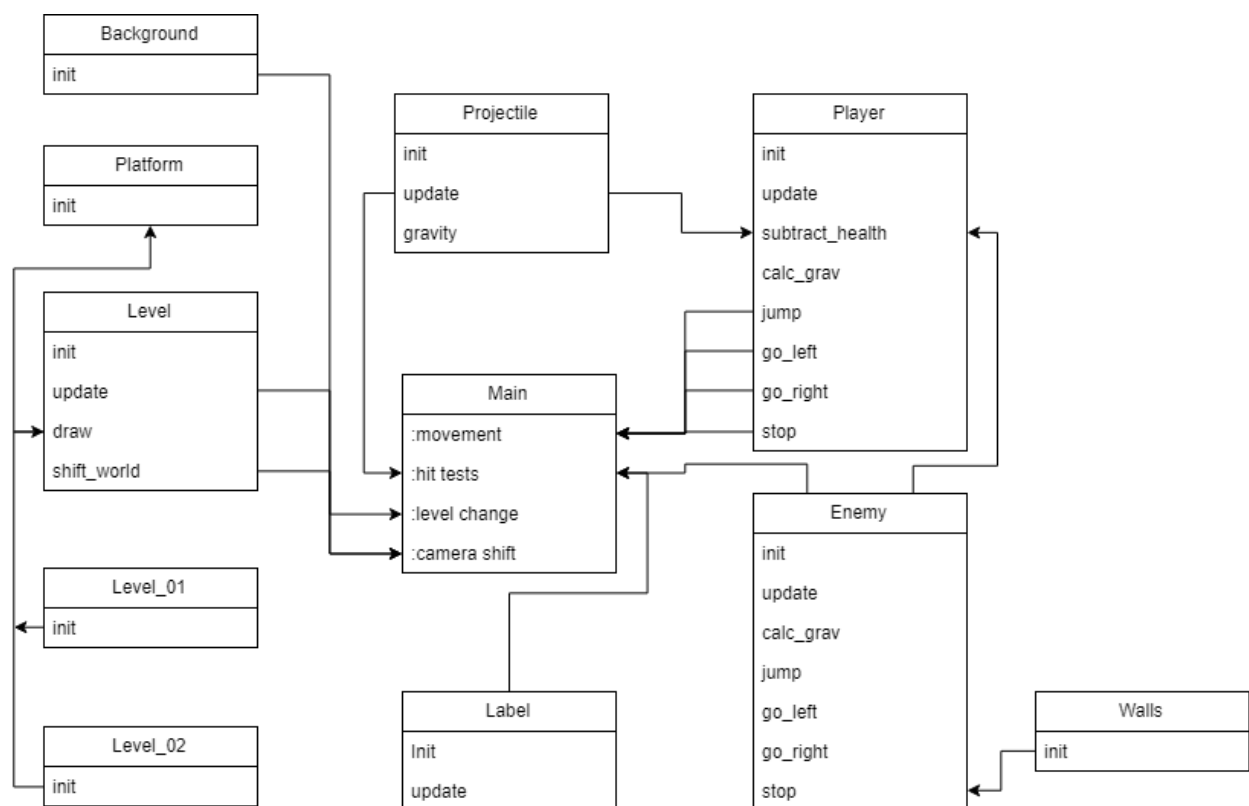 Background
init
Platform
init
Level
init
update
draw
shift_world
Level_01
init
Level_02
init
Projectile
init
update
gravity
Main
:movement
:hit tests
:level change
:camera shift
Label
Init
update
Player
init
update
subtract_health
calc_grav
jump
go_left
go_right
stop
Enemy
init
update
calc_grav
jump
go_left
go_right
stop
Walls
init